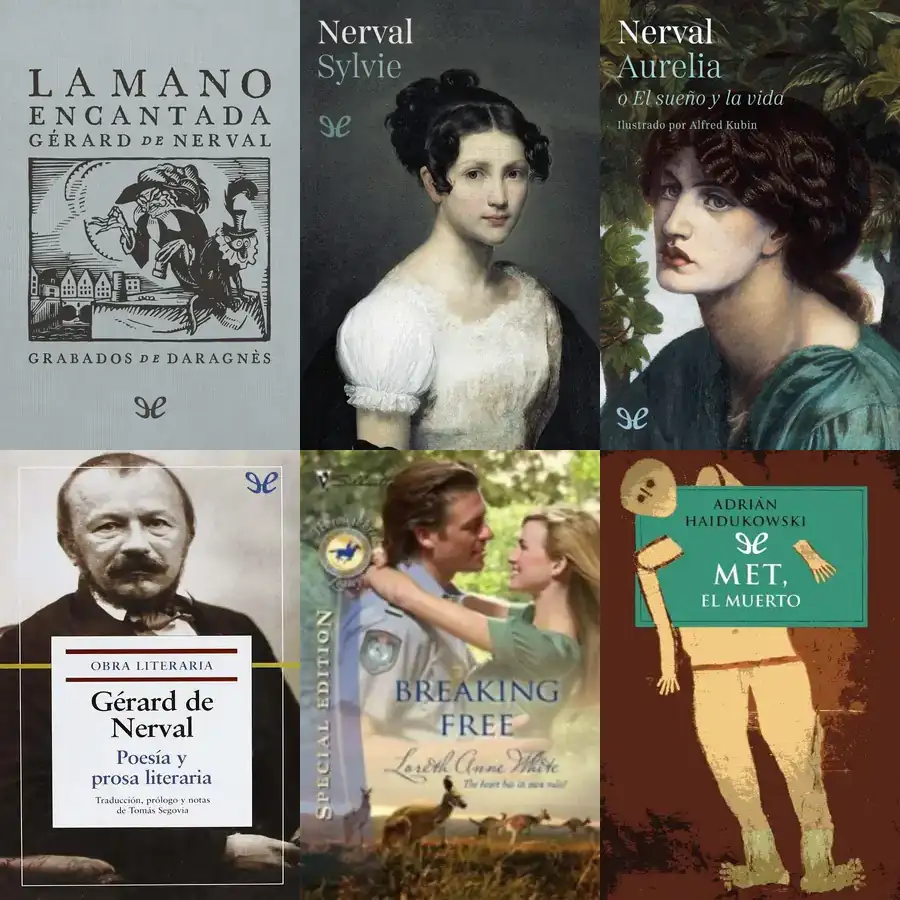 LA MANO
ENCANTADA
GÉRARD DE NERVAL
GRABADOS DE DARAGNÈS
Nerval
Sylvie
Nerval
Aurelia
o El sueño y la vida
Ilustrado por Alfred Kubin
OBRA LITERARIA
Gérard de
Nerval
Poesía y
prosa literaria
Traducción, prólogo y notas
de Tomás Segovia
SPECIAL EDITION
BREAKING
FREE
Loreth Anne White
The heart has its own rules!
ADRIÁN
HAIDUKOWSKI
MET,
EL MUERTO